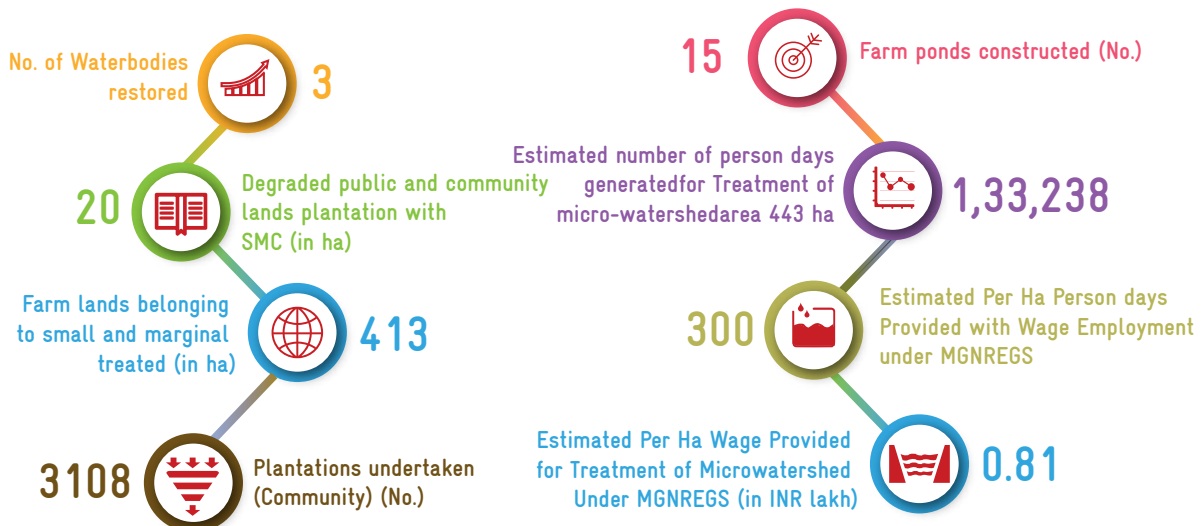 No. of Waterbodies
restored
3
20
Degraded public and community
lands plantation with
SMC (in ha)
Farm lands belonging
to small and marginal
treated (in ha)
413
3108
Plantations undertaken
(Community) (No.)
15
Farm ponds constructed (No.)
Estimated number of person days
generatedfor Treatment of
micro-watershedarea 443 ha
1,33,238
300
Estimated Per Ha Person days
Provided with Wage Employment
under MGNREGS
Estimated Per Ha Wage Provided
for Treatment of Microwatershed
Under MGNREGS (in INR lakh)
0.81